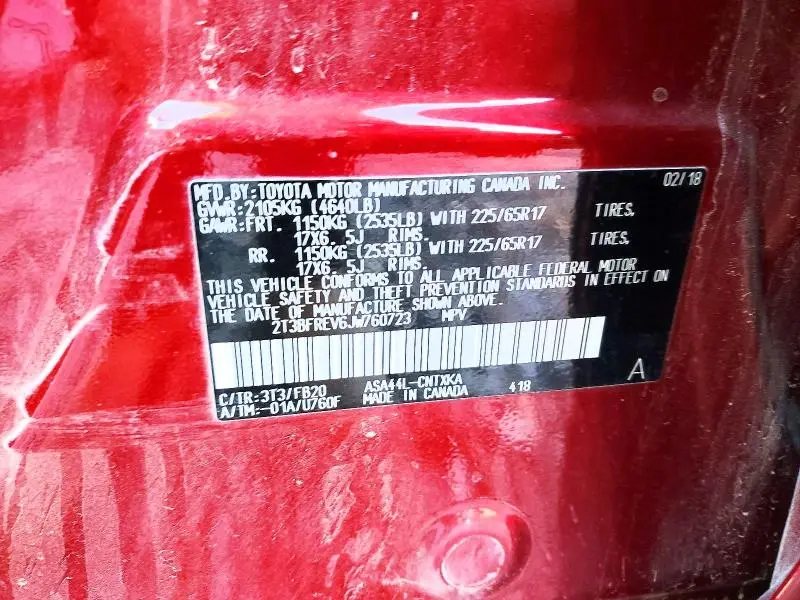 MFD.BY:TOYOTA MOTOR MANUFACTURING CANADA INC. 02/18
GVWR:2105KG (4640LB)
GAWR:FRT. 1150KG (2535LB) WITH 225/65R17 TIRES,
17X6.5J RIMS.
RR. 1150KG (2535LB) WITH 225/65R17 TIRES,
17X6.5J RIMS.
THIS VEHICLE CONFORMS TO ALL APPLICABLE FEDERAL MOTOR
VEHICLE SAFETY AND THEFT PREVENTION STANDARDS IN EFFECT ON
THE DATE OF MANUFACTURE SHOWN ABOVE.
2T3BFREV6JW760723 MPV
C/TR:3T3/FB20 ASA44L-CNTXKA A
A/TM:-01A/U760F MADE IN CANADA 418